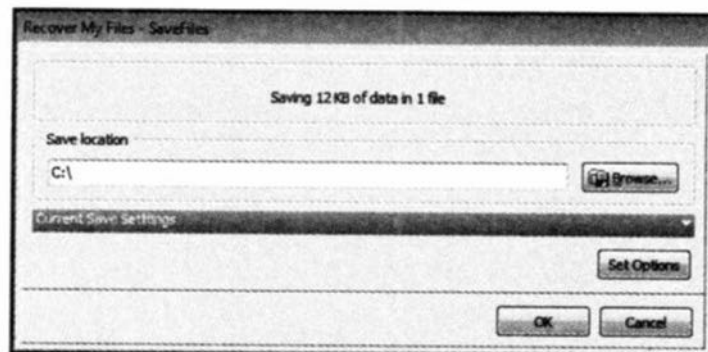 Recover My Files - SaveFiles
Saving 12 KB of data in 1 file
Save location
C:\
Browse...
Current Save Settings
Set Options
OK
Cancel